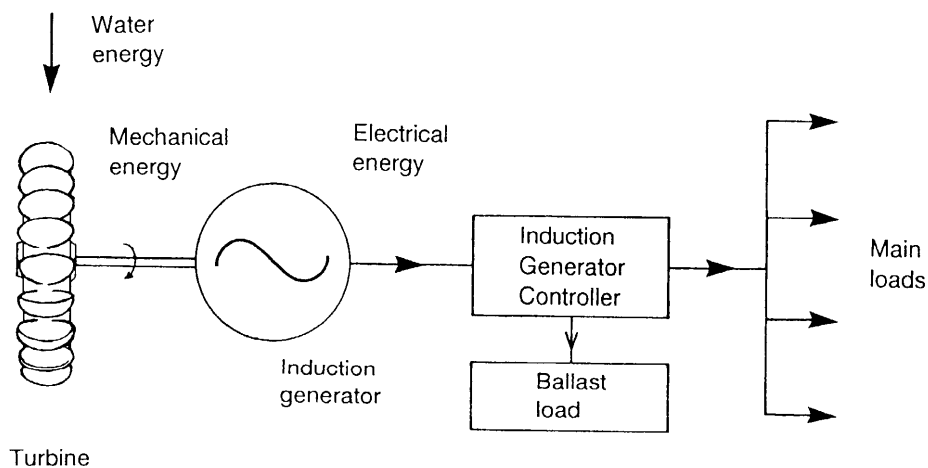 Water
energy
Mechanical
energy
Electrical
energy
Induction
Generator
Controller
Main
loads
Induction
generator
Ballast
load
Turbine